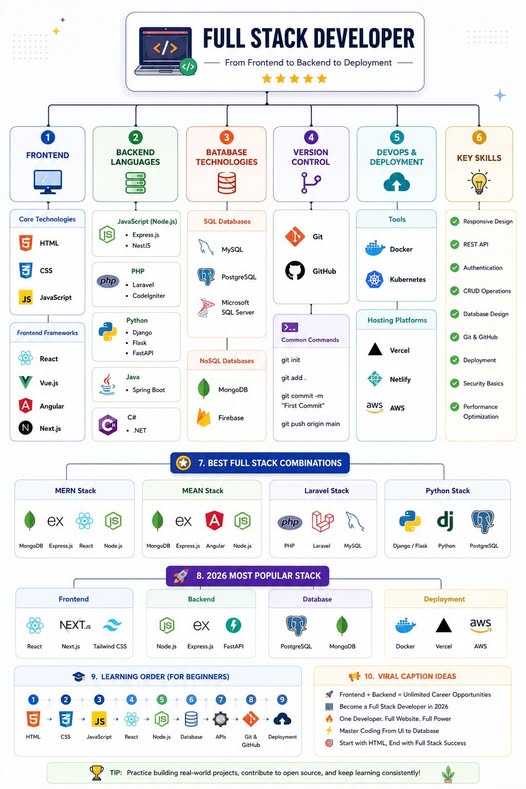 FULL STACK DEVELOPER
From Frontend to Backend to Deployment
1
FRONTEND
Core Technologies
HTML
CSS
JS
JavaScript
Frontend Frameworks
React
Vue.js
Angular
N
Next.js
2
BACKEND
LANGUAGES
JavaScript (Node.js)
• Express.js
• NestJS
php
PHP
• Laravel
• CodeIgniter
Python
• Django
• Flask
• FastAPI
Java
• Spring Boot
C#
• .NET
3
BATABASE
TECHNOLOGIES
SQL Databases
MySQL
PostgreSQL
Microsoft
SQL Server
NoSQL Databases
MongoDB
Firebase
4
VERSION
CONTROL
Git
GitHub
Common Commands
git init
git add .
git commit -m
"First Commit"
git push origin main
5
DEVOPS &
DEPLOYMENT
Tools
Docker
Kubernetes
Hosting Platforms
Vercel
Netlify
aws
AWS
6
KEY SKILLS
Responsive Design
REST API
Authentication
CRUD Operations
Database Design
Git & GitHub
Deployment
Security Basics
Performance
Optimization
7. BEST FULL STACK COMBINATIONS
MERN Stack
ex
MongoDB Express.js React Node.js
MEAN Stack
ex
MongoDB Express.js Angular Node.js
Laravel Stack
php
PHP Laravel MySQL
Python Stack
dj
Django / Flask Python PostgreSQL
8. 2026 MOST POPULAR STACK
Frontend
NEXT.JS
React Next.js Tailwind CSS
Backend
ex
Node.js Express.js FastAPI
Database
PostgreSQL MongoDB
Deployment
aws
Docker Vercel AWS
9. LEARNING ORDER (FOR BEGINNERS)
1 2 3 4 5 6 7 8 9
HTML CSS JavaScript React Node.js Database APIs Git & GitHub Deployment
10. VIRAL CAPTION IDEAS
Frontend + Backend = Unlimited Career Opportunities
Become a Full Stack Developer in 2026
One Developer. Full Website. Full Power
Master Coding From UI to Database
Start with HTML, End with Full Stack Success
TIP: Practice building real-world projects, contribute to open source, and keep learning consistently!